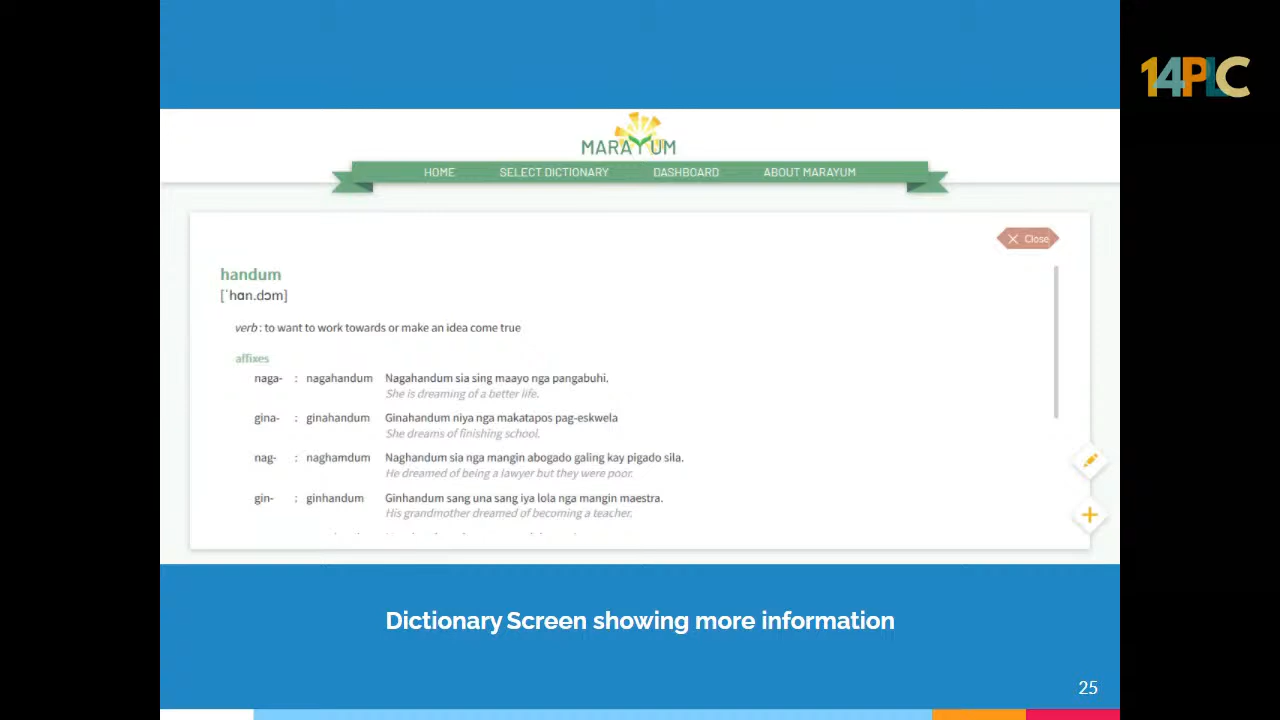 14PLC
MARAYUM
HOME SELECT DICTIONARY DASHBOARD ABOUT MARAYUM
Close
handum
[ˈhɑn.dɔm]
verb : to want to work towards or make an idea come true
affixes
naga- : nagahandum Nagahandum sia sing maayo nga pangabuhi.
She is dreaming of a better life.
gina- : ginahandum Ginahandum niya nga makatapos pag-eskwela
She dreams of finishing school.
nag- : naghamdum Naghandum sia nga mangin abogado galing kay pigado sila.
He dreamed of being a lawyer but they were poor.
gin- : ginhandum Ginhandum sang una sang iya lola nga mangin maestra.
His grandmother dreamed of becoming a teacher.
Dictionary Screen showing more information
25